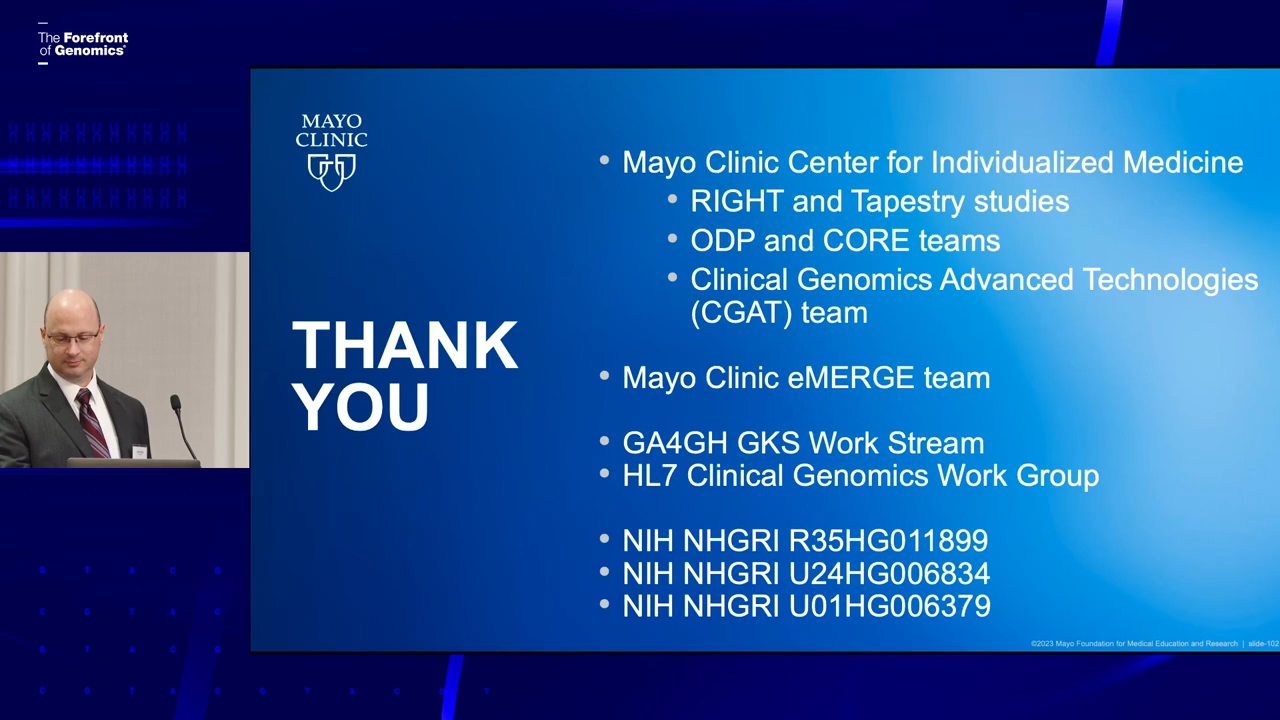 The Forefront
of Genomics®
MAYO
CLINIC
THANK
YOU
• Mayo Clinic Center for Individualized Medicine
• RIGHT and Tapestry studies
• ODP and CORE teams
• Clinical Genomics Advanced Technologies
(CGAT) team
• Mayo Clinic eMERGE team
• GA4GH GKS Work Stream
• HL7 Clinical Genomics Work Group
• NIH NHGRI R35HG011899
• NIH NHGRI U24HG006834
• NIH NHGRI U01HG006379
©2023 Mayo Foundation for Medical Education and Research | slide-102